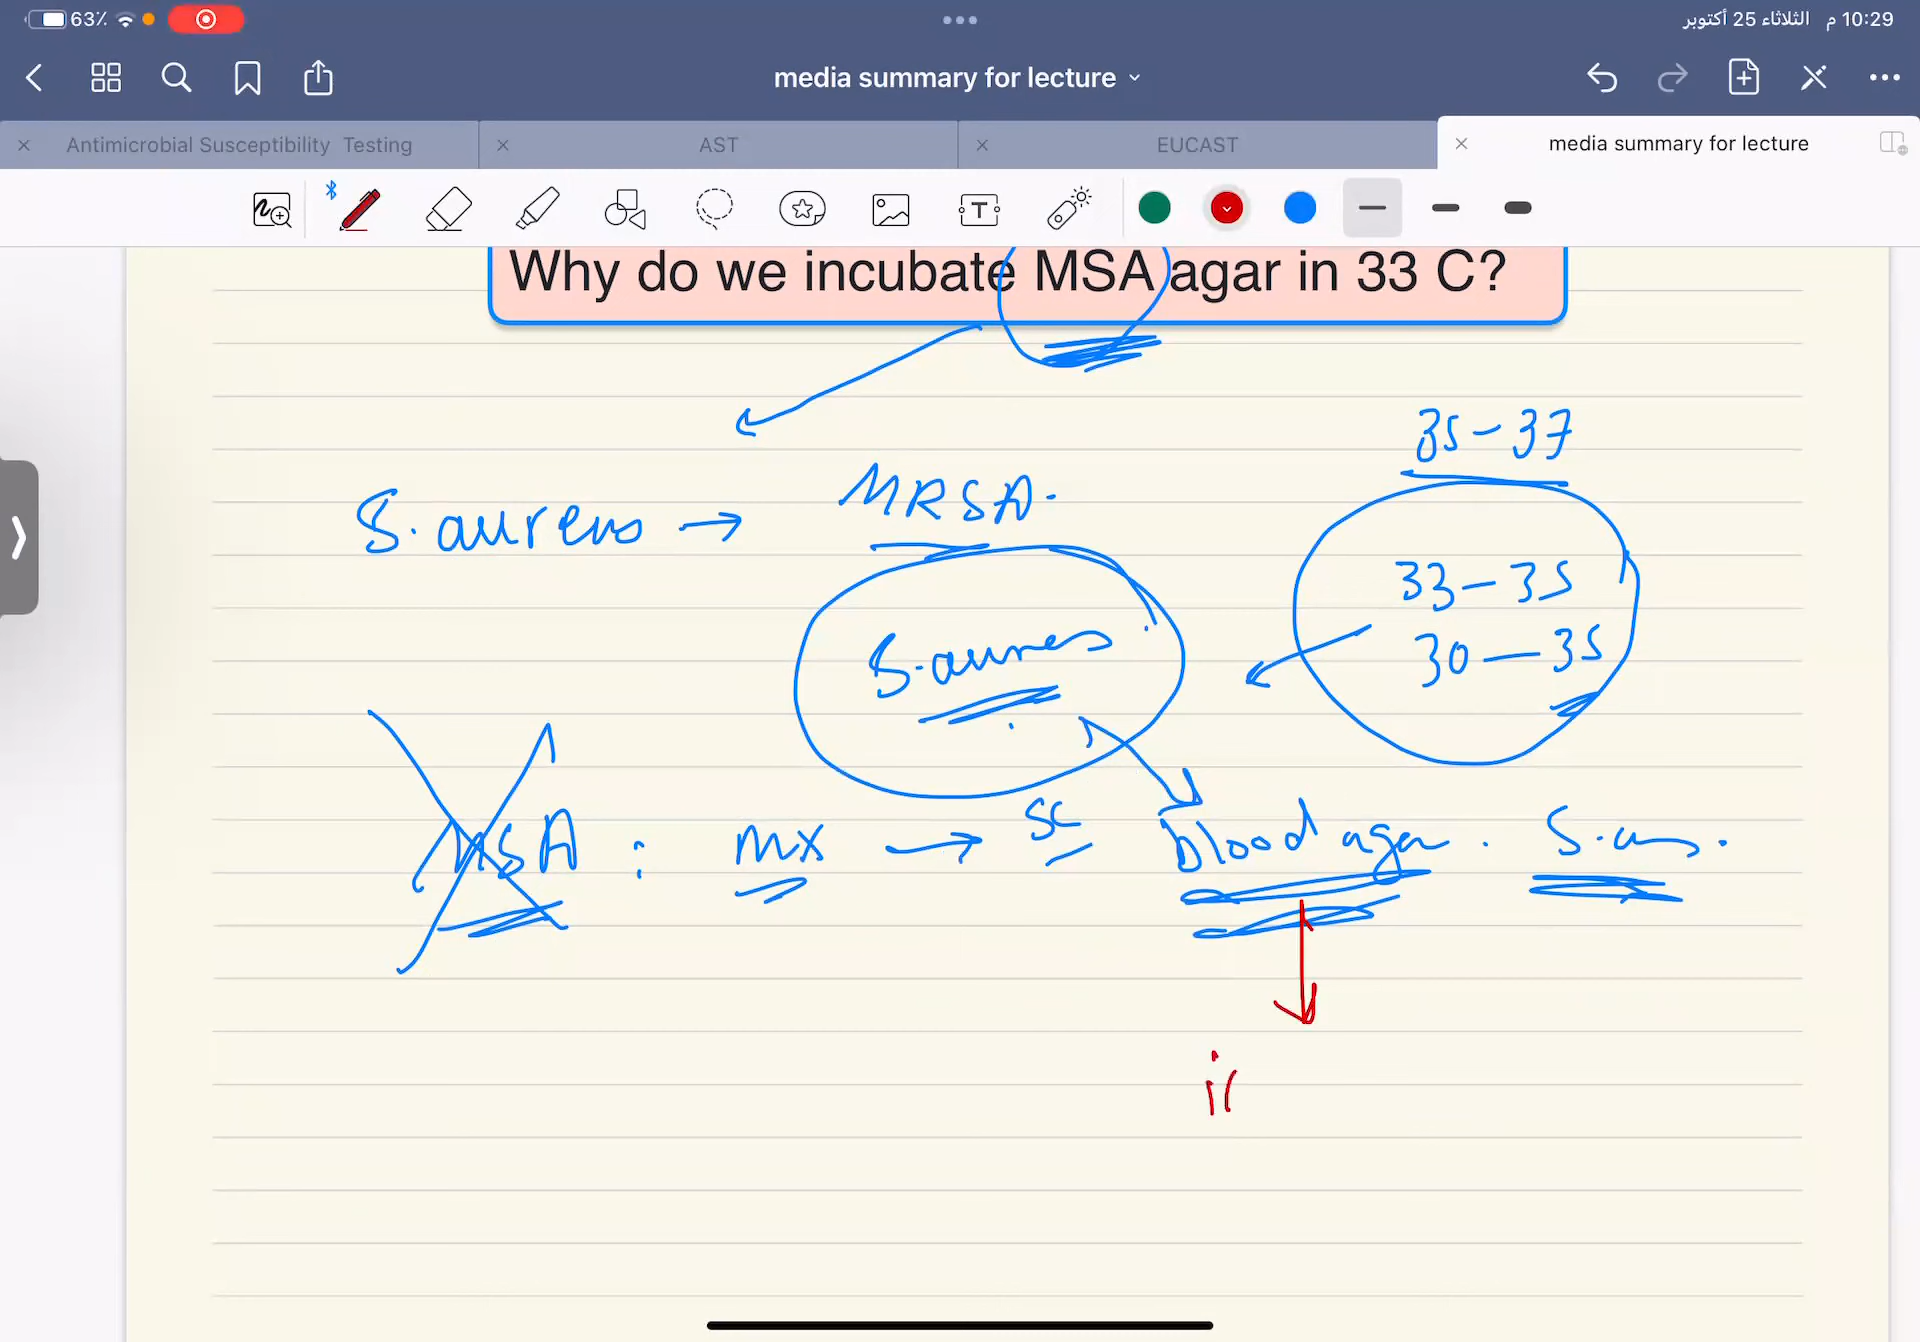 63٪ 10:29 م الثلاثاء 25 أكتوبر
media summary for lecture
Antimicrobial Susceptibility Testing AST EUCAST media summary for lecture
Why do we incubate MSA agar in 33 C?
35-37
S. aureus → MRSA.
33-35
S. aureus
30-35
MSA : mx → SC blood agar. S.